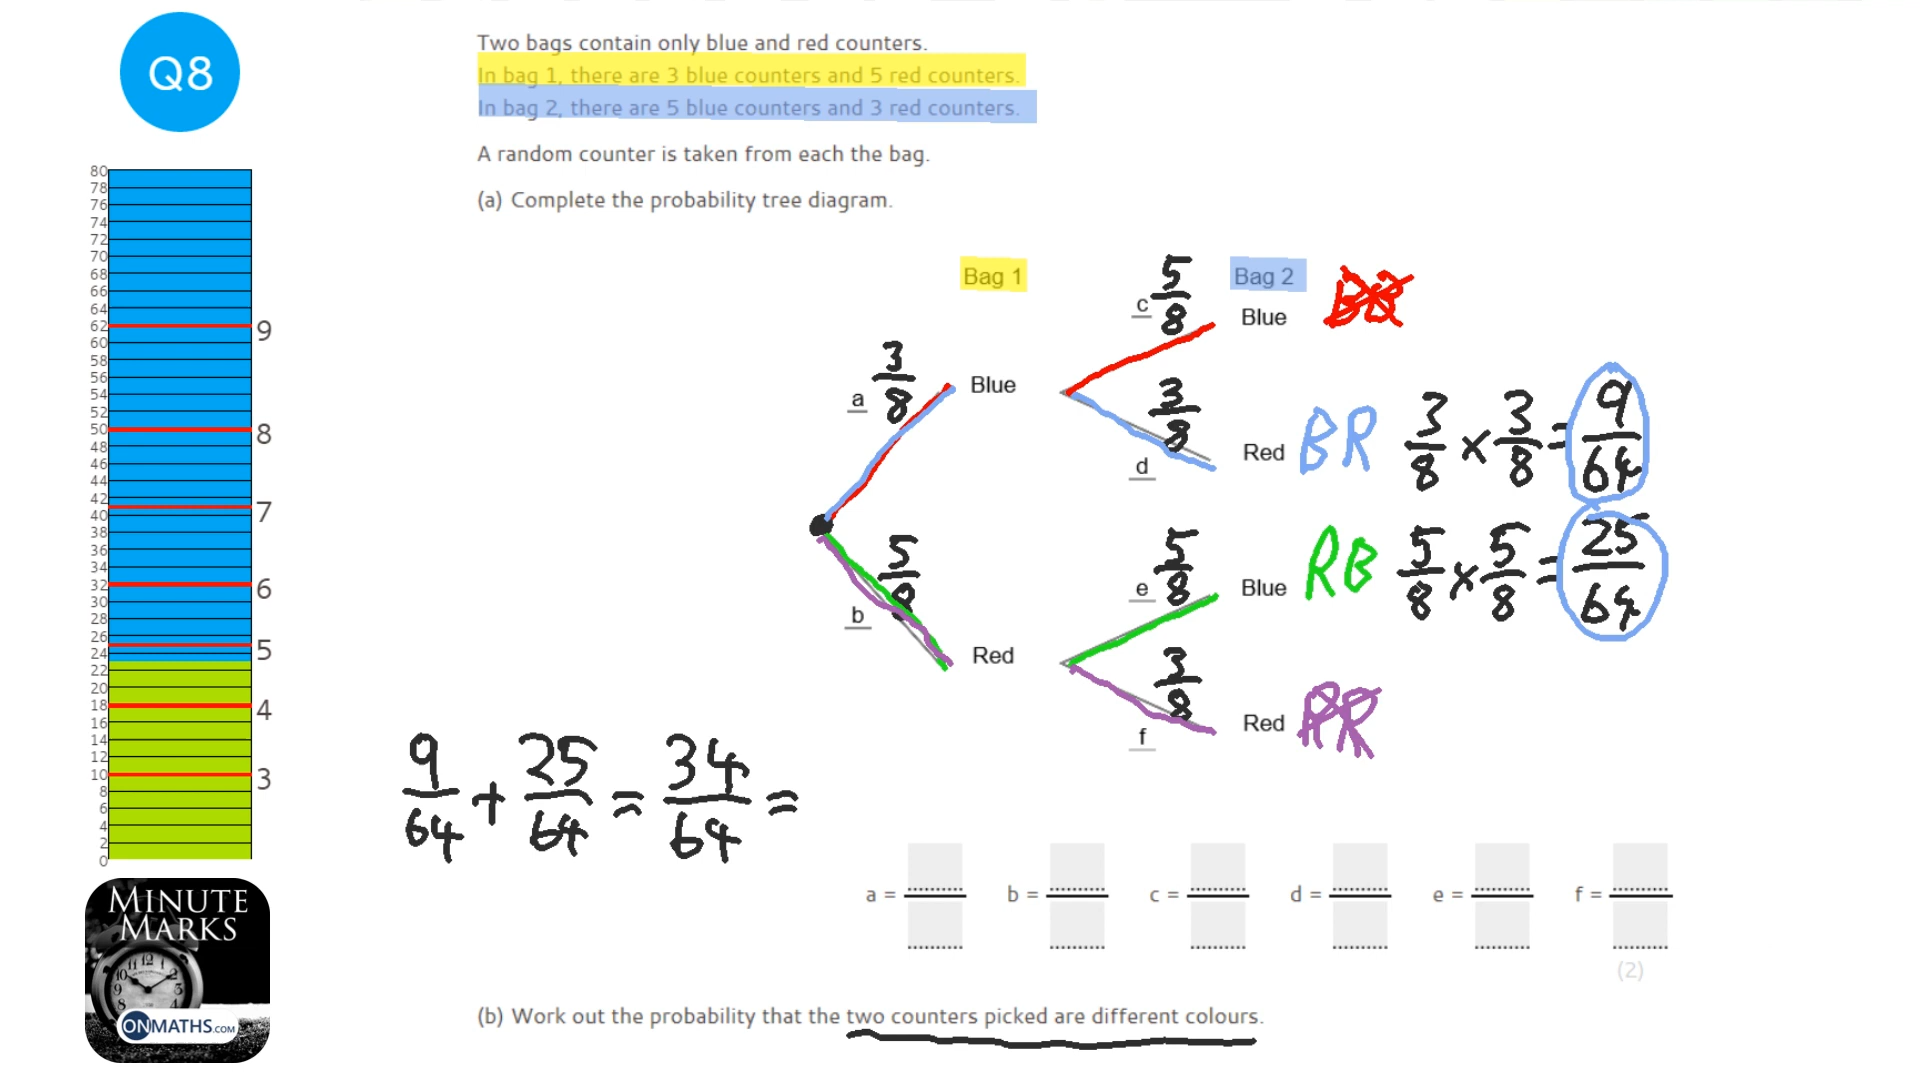 Q8
Two bags contain only blue and red counters.
In bag 1, there are 3 blue counters and 5 red counters.
In bag 2, there are 5 blue counters and 3 red counters.
A random counter is taken from each the bag.
(a) Complete the probability tree diagram.
80
78
76
74
72
70
68
66
64
62
60
58
56
54
52
50
48
46
44
42
40
38
36
34
32
30
28
26
24
22
20
18
16
14
12
10
8
6
4
2
0
9
8
7
6
5
4
3
Bag 1
Bag 2
a 3/8
Blue
b 5/8
Red
c 5/8
Blue
d 3/8
Red
BR 3/8 × 3/8 = 9/64
e 5/8
Blue
RB 5/8 × 5/8 = 25/64
f 3/8
Red
RR
9/64 + 25/64 = 34/64 =
a = b = c = d = e = f =
(2)
(b) Work out the probability that the two counters picked are different colours.
MINUTE
MARKS
ONMATHS.COM